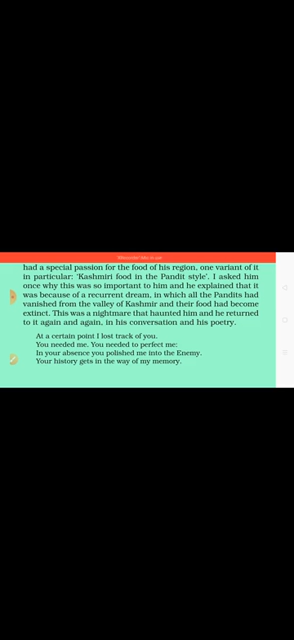 had a special passion for the food of his region, one variant of it
in particular: 'Kashmiri food in the Pandit style'. I asked him
once why this was so important to him and he explained that it
was because of a recurrent dream, in which all the Pandits had
vanished from the valley of Kashmir and their food had become
extinct. This was a nightmare that haunted him and he returned
to it again and again, in his conversation and his poetry.
At a certain point I lost track of you.
You needed me. You needed to perfect me:
In your absence you polished me into the Enemy.
Your history gets in the way of my memory.